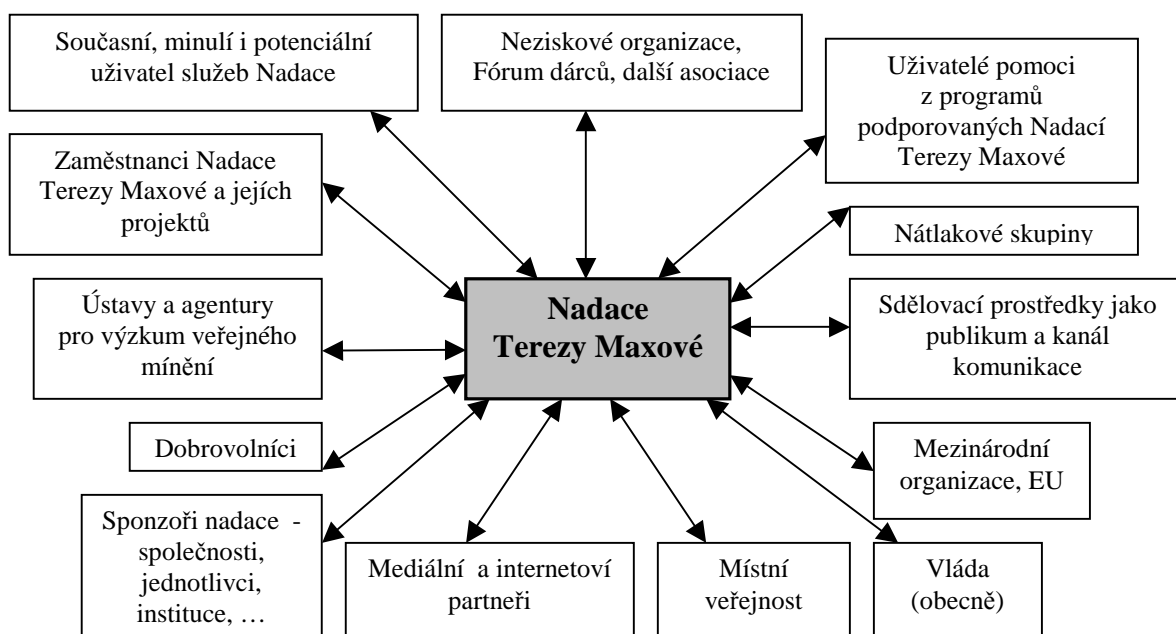 Současní, minulí i potenciální
uživatel služeb Nadace
Neziskové organizace,
Fórum dárců, další asociace
Uživatelé pomoci
z programů
podporovaných Nadací
Terezy Maxové
Zaměstnanci Nadace
Terezy Maxové a jejích
projektů
Nátlakové skupiny
Ústavy a agentury
pro výzkum veřejného
mínění
Nadace
Terezy Maxové
Sdělovací prostředky jako
publikum a kanál
komunikace
Dobrovolníci
Mezinárodní
organizace, EU
Sponzoři nadace -
společnosti,
jednotlivci,
instituce, …
Mediální a internetoví
partneři
Místní
veřejnost
Vláda
(obecně)